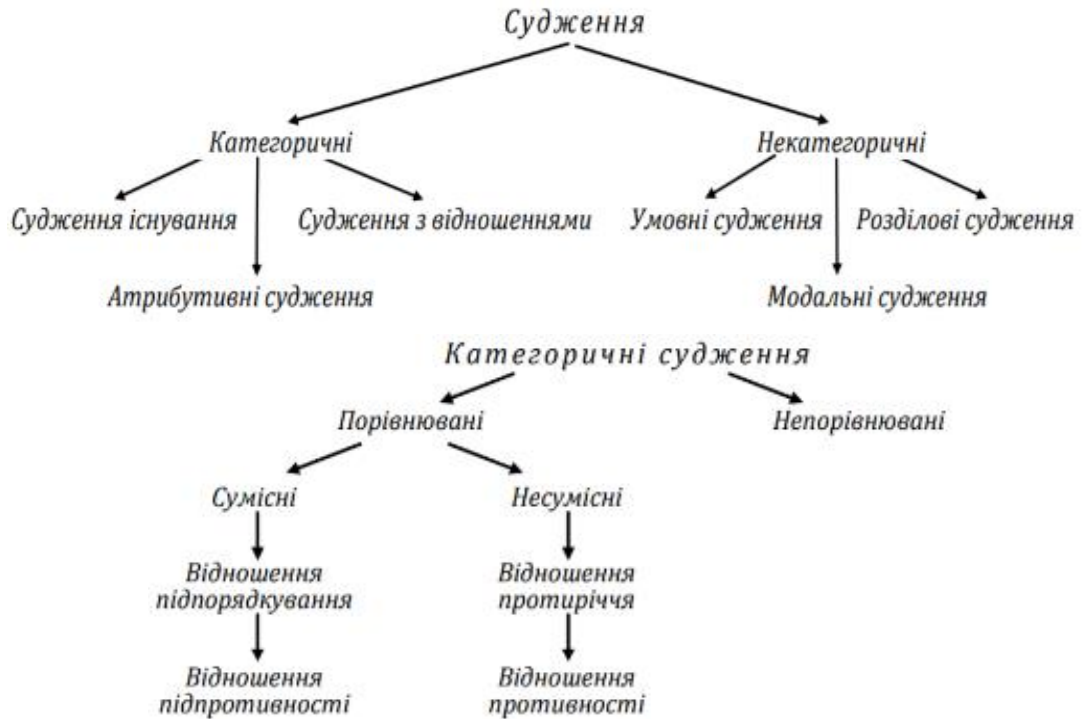 Судження
Категоричні
Некатегоричні
Судження існування
Судження з відношеннями
Умовні судження
Розділові судження
Атрибутивні судження
Модальні судження
Категоричні судження
Порівнювані
Непорівнювані
Сумісні
Несумісні
Відношення
підпорядкування
Відношення
протиріччя
Відношення
підпротивності
Відношення
противності